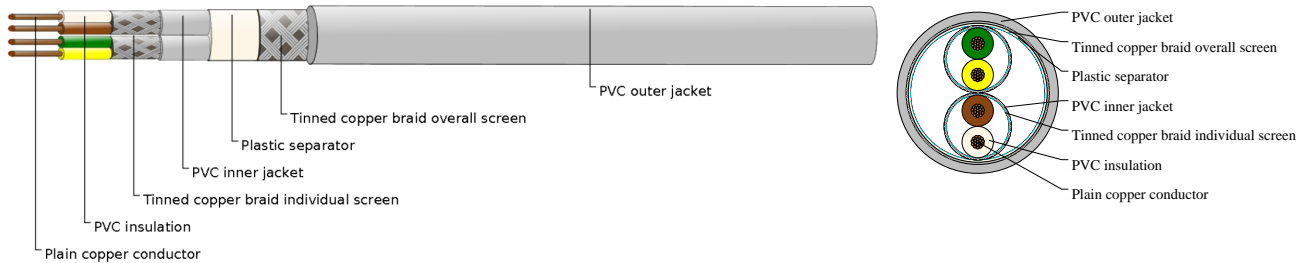 PVC outer jacket
Tinned copper braid overall screen
Plastic separator
PVC inner jacket
Tinned copper braid individual screen
PVC insulation
Plain copper conductor
PVC outer jacket
Tinned copper braid overall screen
Plastic separator
PVC inner jacket
Tinned copper braid individual screen
PVC insulation
Plain copper conductor